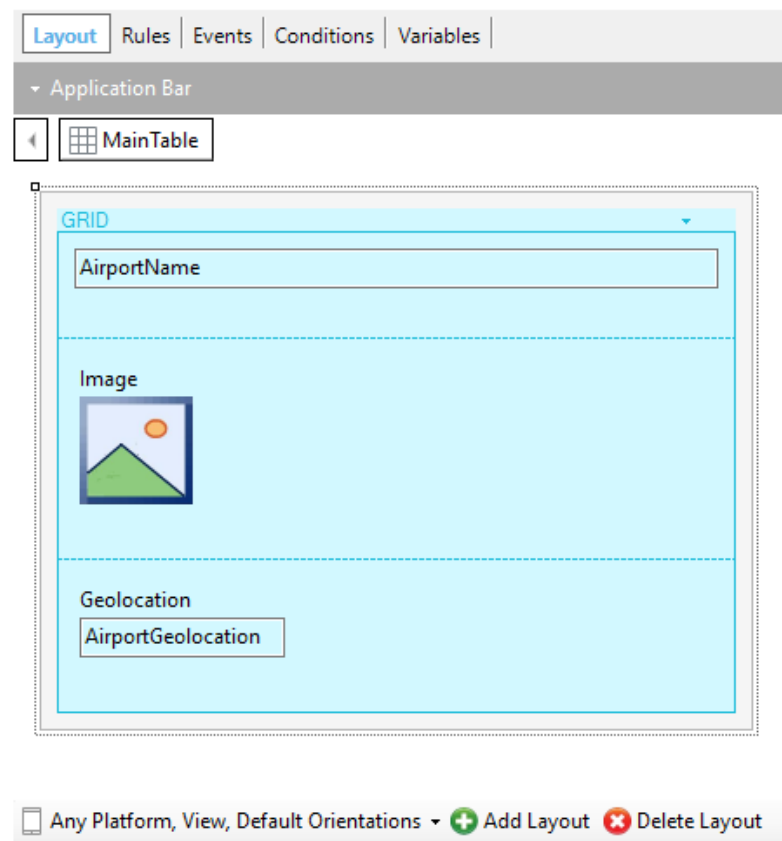 Layout Rules Events Conditions Variables
Application Bar
MainTable
GRID
AirportName
Image
Geolocation
AirportGeolocation
Any Platform, View, Default Orientations Add Layout Delete Layout